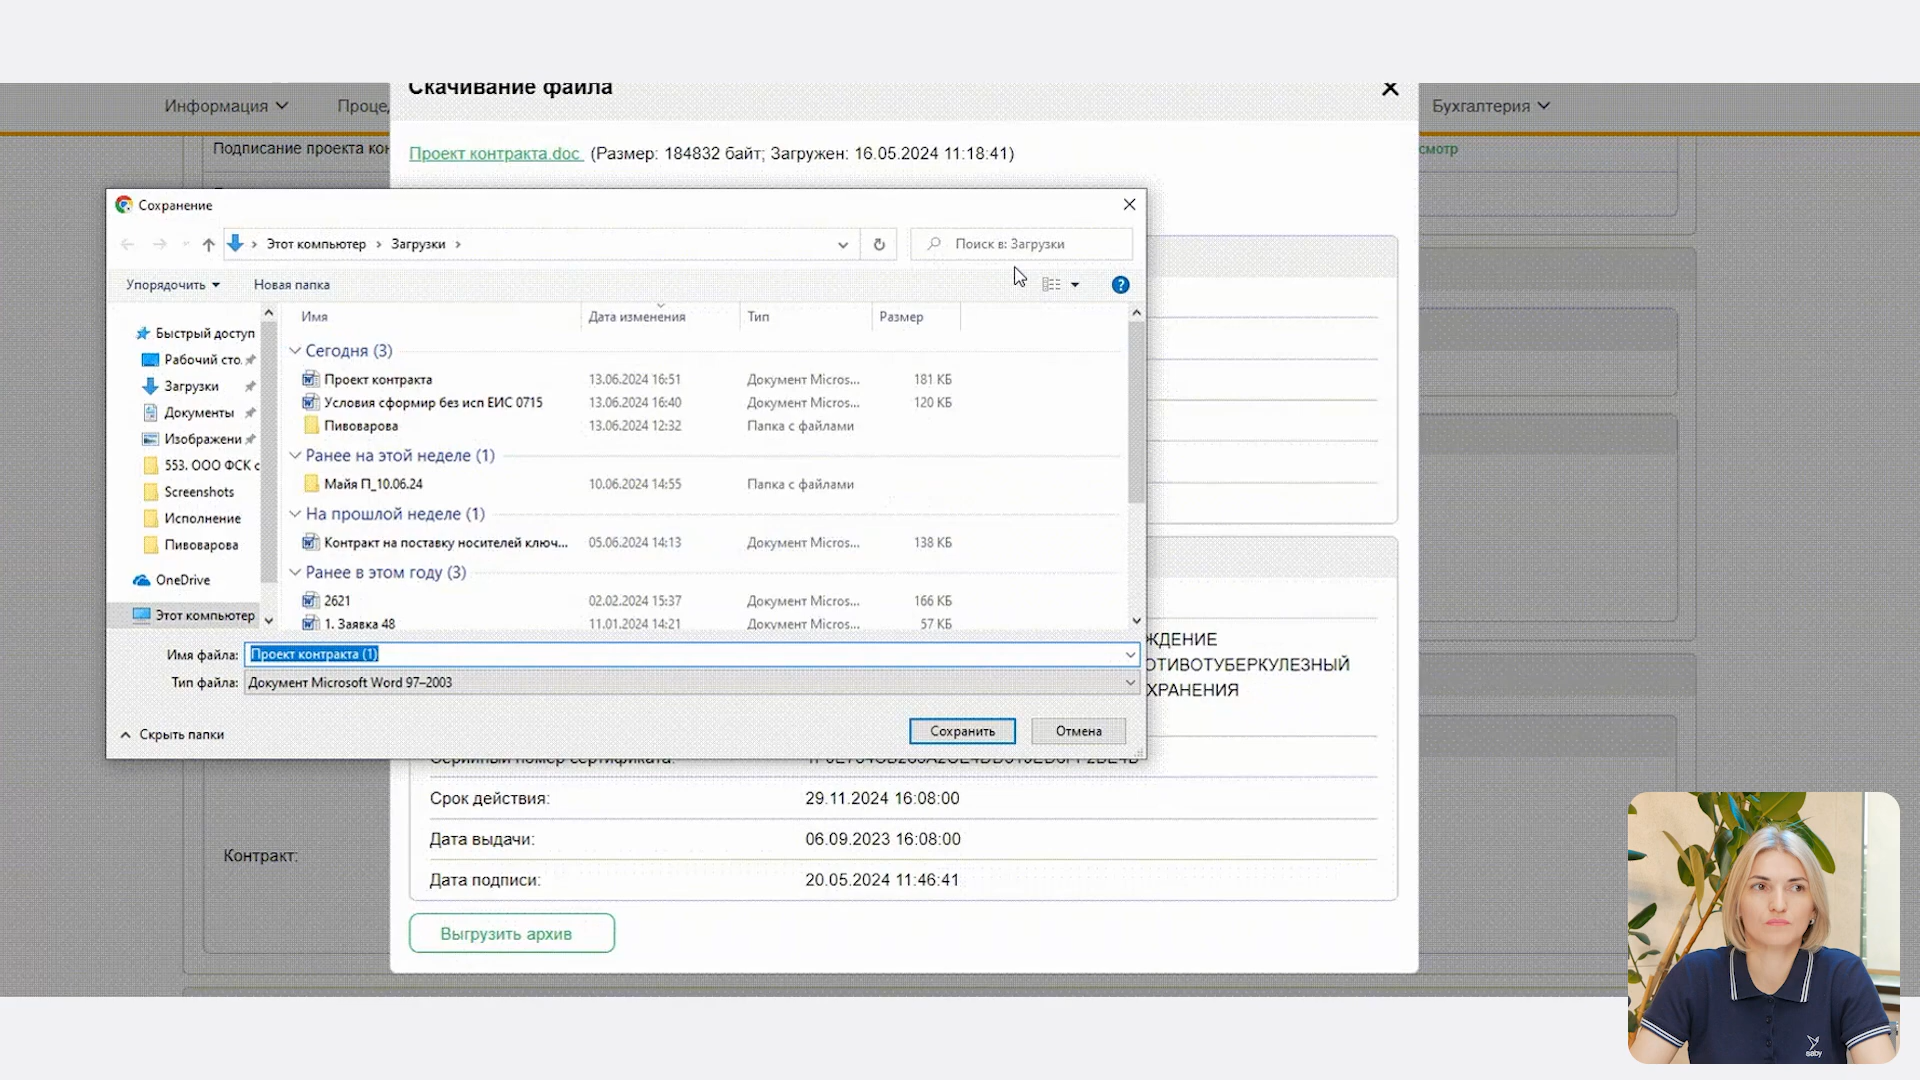 Скачивание файла
Информация
Проце
Бухгалтерия
Подписание проекта кон
Проект контракта.doc (Размер: 184832 байт; Загружен: 16.05.2024 11:18:41)
смотр
Сохранение
Этот компьютер
Загрузки
Поиск в: Загрузки
Упорядочить
Новая папка
?
Имя
Дата изменения
Тип
Размер
Быстрый доступ
Рабочий сто.
Загрузки
Документы
Изображени
553. ООО ФСК с
Screenshots
Исполнение
Пивоварова
OneDrive
Этот компьютер
Сегодня (3)
Проект контракта 13.06.2024 16:51 Документ Micros... 181 КБ
Условия сформир без исп ЕИС 0715 13.06.2024 16:40 Документ Micros... 120 КБ
Пивоварова 13.06.2024 12:32 Папка с файлами
Ранее на этой неделе (1)
Майя П_10.06.24 10.06.2024 14:55 Папка с файлами
На прошлой неделе (1)
Контракт на поставку носителей ключ... 05.06.2024 14:13 Документ Micros... 138 КБ
Ранее в этом году (3)
2621 02.02.2024 15:37 Документ Micros... 166 КБ
1. Заявка 48 11.01.2024 14:21 Документ Micros... 57 КБ
Имя файла: Проект контракта (1)
Тип файла: Документ Microsoft Word 97–2003
Скрыть папки
Сохранить
Отмена
ЖДЕНИЕ
ОТИВОТУБЕРКУЛЕЗНЫЙ
ХРАНЕНИЯ
Серийный номер сертификата:
Срок действия: 29.11.2024 16:08:00
Дата выдачи: 06.09.2023 16:08:00
Дата подписи: 20.05.2024 11:46:41
Контракт:
Выгрузить архив
saby